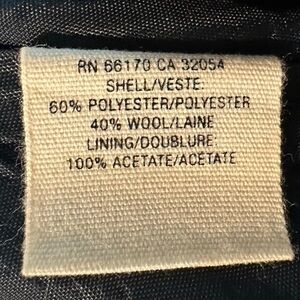 RN 66170 CA 32054
SHELL/VESTE
60% POLYESTER/POLYESTER
40% WOOL/LAINE
LINING/DOUBLURE
100% ACETATE/ACETATE